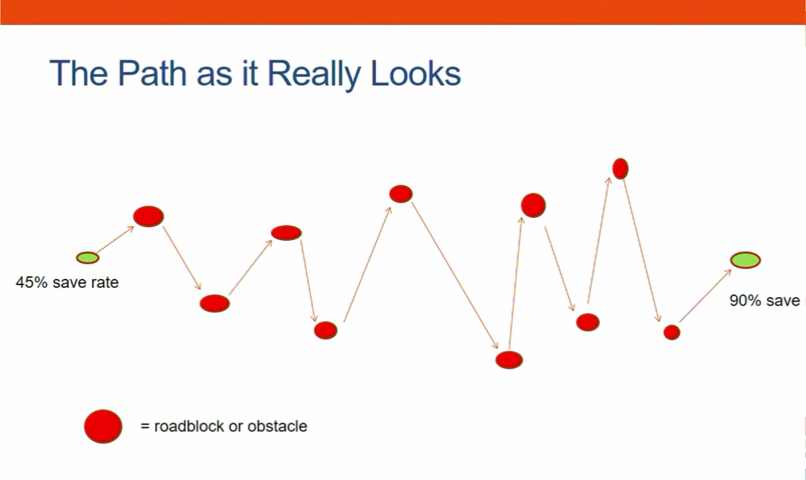 The Path as it Really Looks
45% save rate
90% save
= roadblock or obstacle